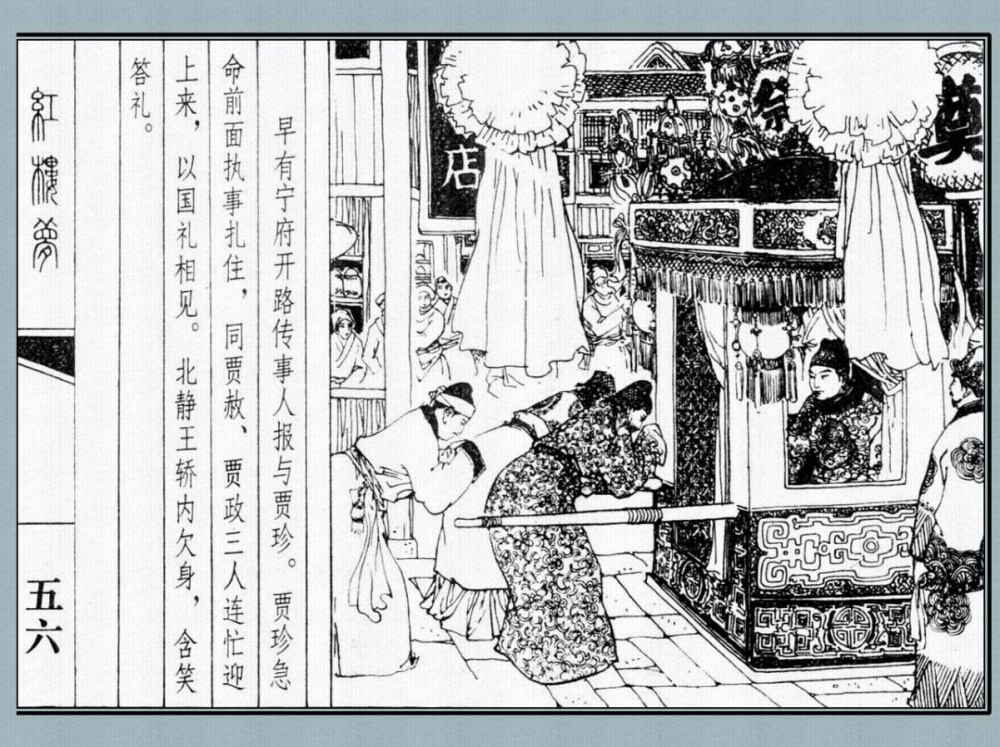 早有宁府开路传事人报与贾珍。贾珍急
命前面执事扎住，同贾赦、贾政三人连忙迎
上来，以国礼相见。北静王轿内欠身，含笑
答礼。
红楼梦
五六
店
祭
奠